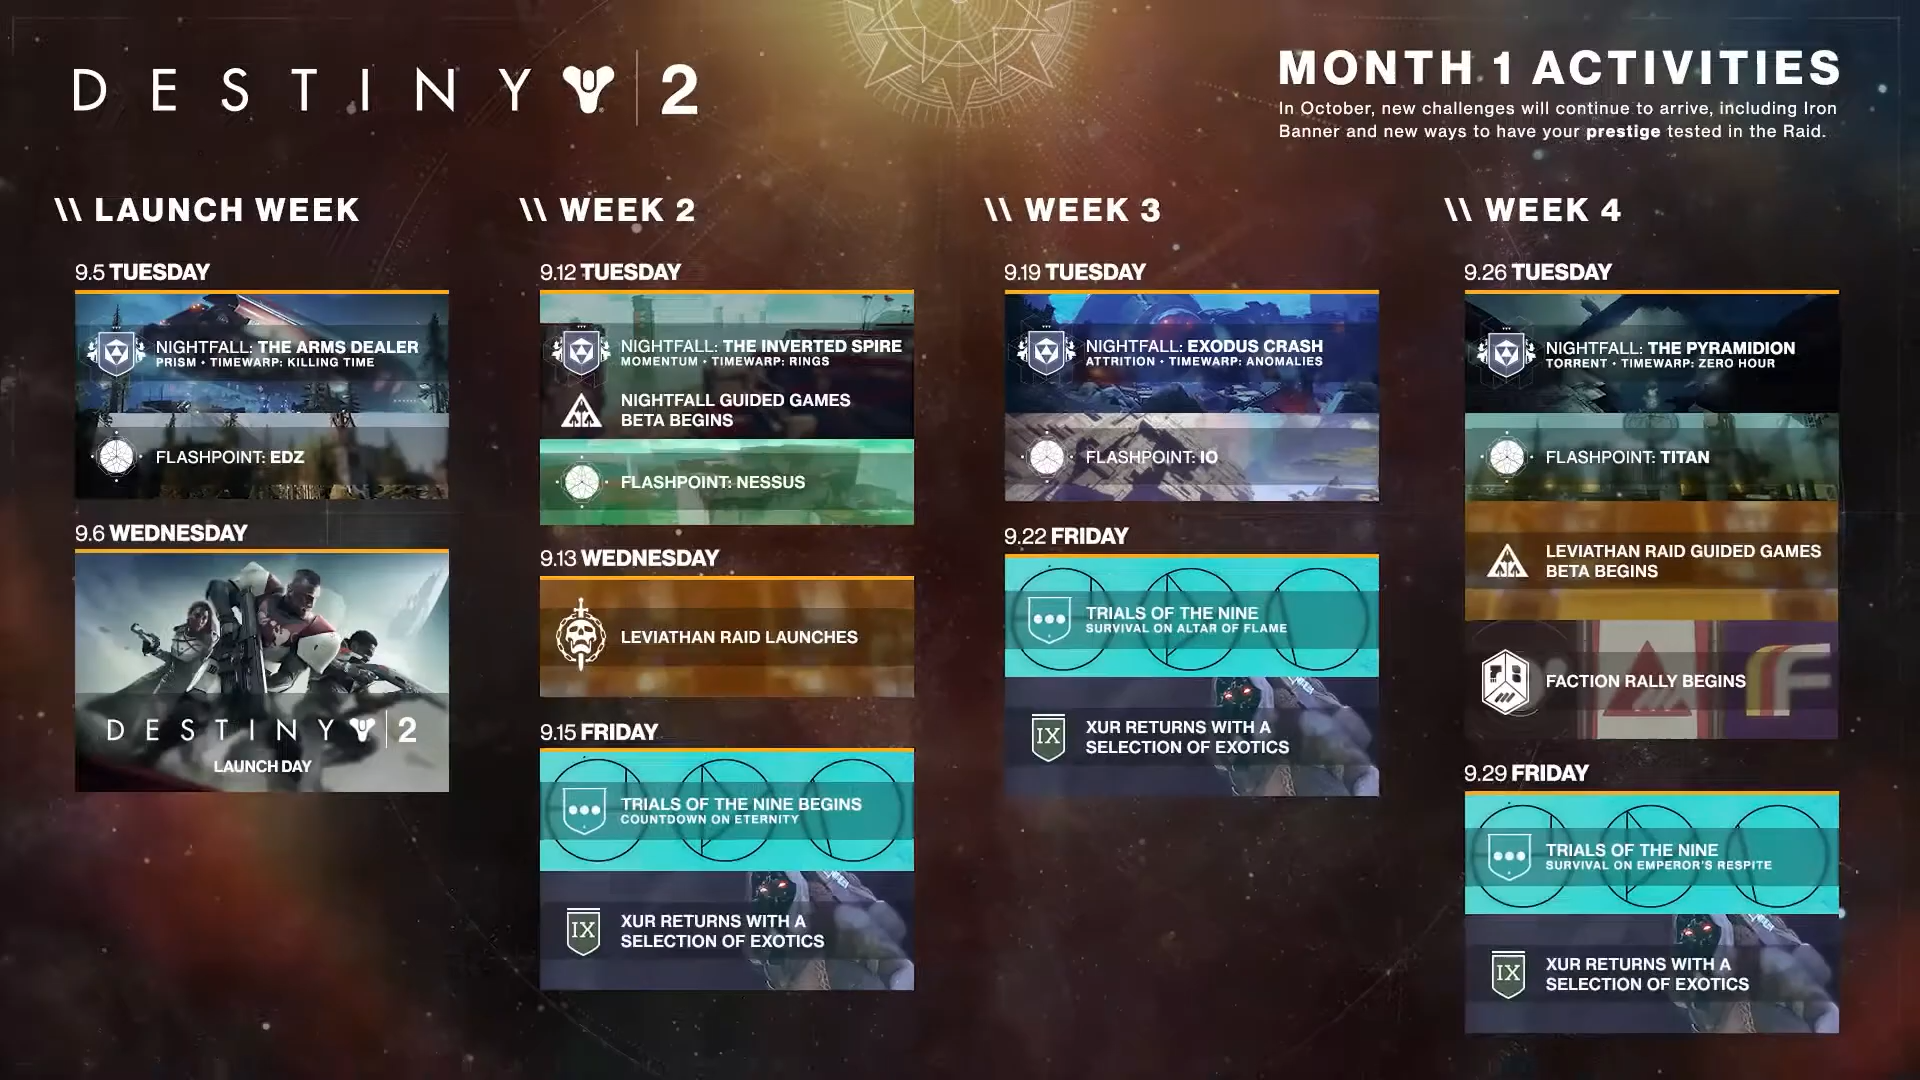 DESTINY 2
MONTH 1 ACTIVITIES
In October, new challenges will continue to arrive, including Iron
Banner and new ways to have your prestige tested in the Raid.
\\ LAUNCH WEEK
9.5 TUESDAY
NIGHTFALL: THE ARMS DEALER
PRISM • TIMEWARP: KILLING TIME
FLASHPOINT: EDZ
9.6 WEDNESDAY
DESTINY 2
LAUNCH DAY
\\ WEEK 2
9.12 TUESDAY
NIGHTFALL: THE INVERTED SPIRE
MOMENTUM • TIMEWARP: RINGS
NIGHTFALL GUIDED GAMES
BETA BEGINS
FLASHPOINT: NESSUS
9.13 WEDNESDAY
LEVIATHAN RAID LAUNCHES
9.15 FRIDAY
TRIALS OF THE NINE BEGINS
COUNTDOWN ON ETERNITY
IX
XUR RETURNS WITH A
SELECTION OF EXOTICS
\\ WEEK 3
9.19 TUESDAY
NIGHTFALL: EXODUS CRASH
ATTRITION • TIMEWARP: ANOMALIES
FLASHPOINT: IO
9.22 FRIDAY
TRIALS OF THE NINE
SURVIVAL ON ALTAR OF FLAME
IX
XUR RETURNS WITH A
SELECTION OF EXOTICS
\\ WEEK 4
9.26 TUESDAY
NIGHTFALL: THE PYRAMIDION
TORRENT • TIMEWARP: ZERO HOUR
FLASHPOINT: TITAN
LEVIATHAN RAID GUIDED GAMES
BETA BEGINS
FACTION RALLY BEGINS
9.29 FRIDAY
TRIALS OF THE NINE
SURVIVAL ON EMPEROR'S RESPITE
IX
XUR RETURNS WITH A
SELECTION OF EXOTICS